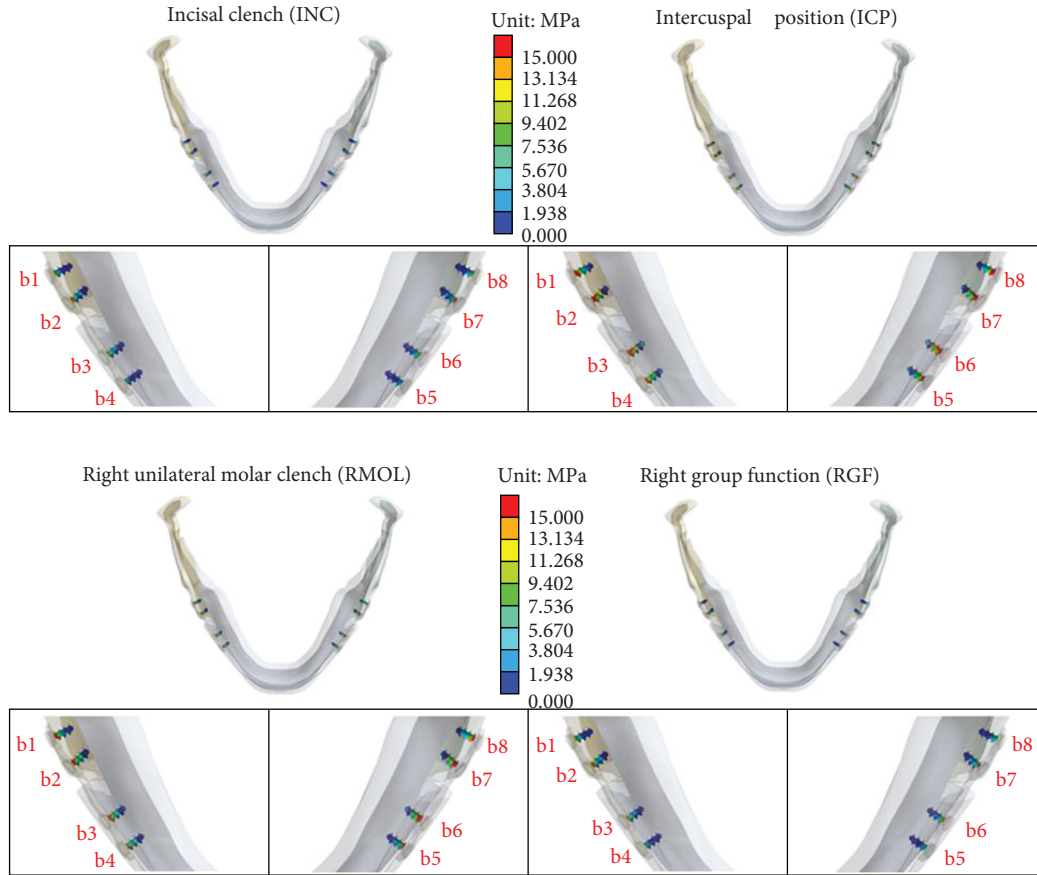 Incisal clench (INC)
Unit: MPa
15.000
13.134
11.268
9.402
7.536
5.670
3.804
1.938
0.000
Intercuspal position (ICP)
b1
b2
b3
b4
b8
b7
b6
b5
b1
b2
b3
b4
b8
b7
b6
b5
Right unilateral molar clench (RMOL)
Unit: MPa
15.000
13.134
11.268
9.402
7.536
5.670
3.804
1.938
0.000
Right group function (RGF)
b1
b2
b3
b4
b8
b7
b6
b5
b1
b2
b3
b4
b8
b7
b6
b5